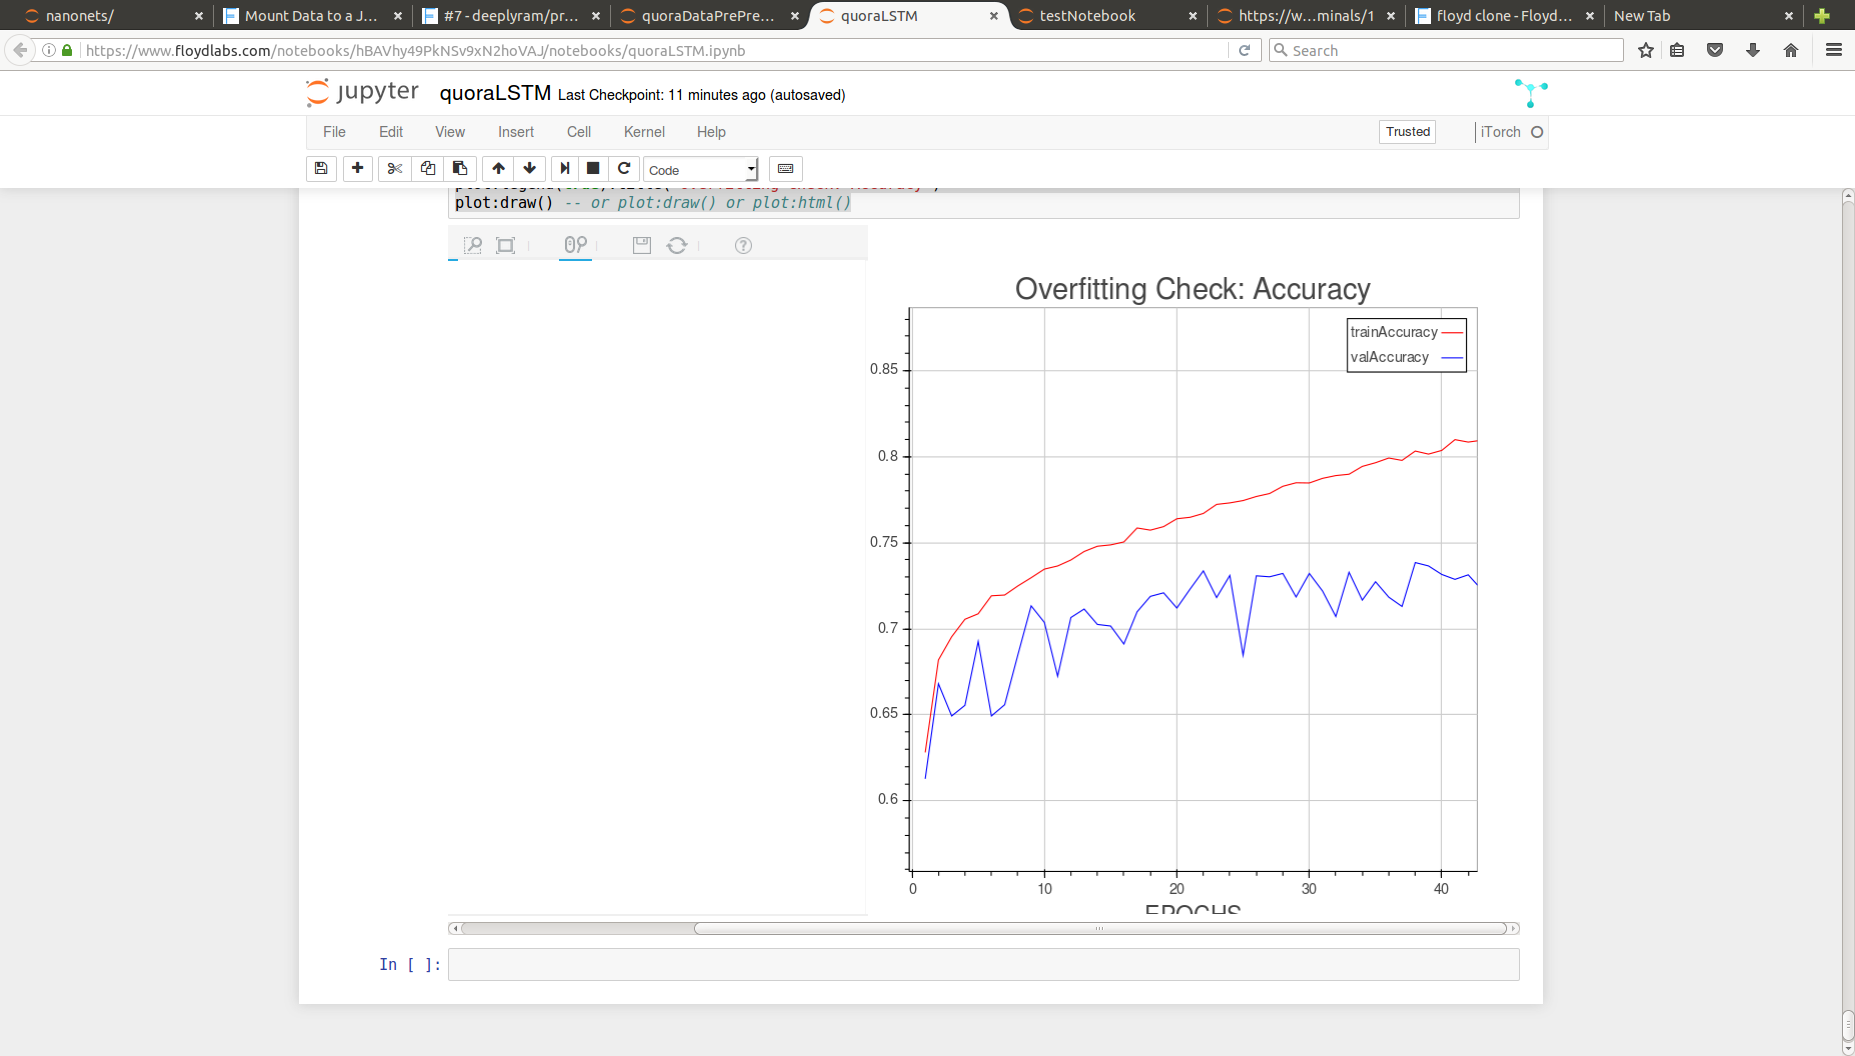 nanonets/
Mount Data to a J...
#7 - deeplyram/pr...
quoraDataPrePre...
quoraLSTM
testNotebook
https://w...minals/1
floyd clone - Floyd...
New Tab
https://www.floydlabs.com/notebooks/hBAVhy49PkNSv9xN2hoVAJ/notebooks/quoraLSTM.ipynb
Search
jupyter quoraLSTM Last Checkpoint: 11 minutes ago (autosaved)
File Edit View Insert Cell Kernel Help Trusted iTorch
Code
plot:draw() -- or plot:draw() or plot:html()
Overfitting Check: Accuracy
trainAccuracy
valAccuracy
0.85
0.8
0.75
0.7
0.65
0.6
0 10 20 30 40
EPOCHS
In [ ]: